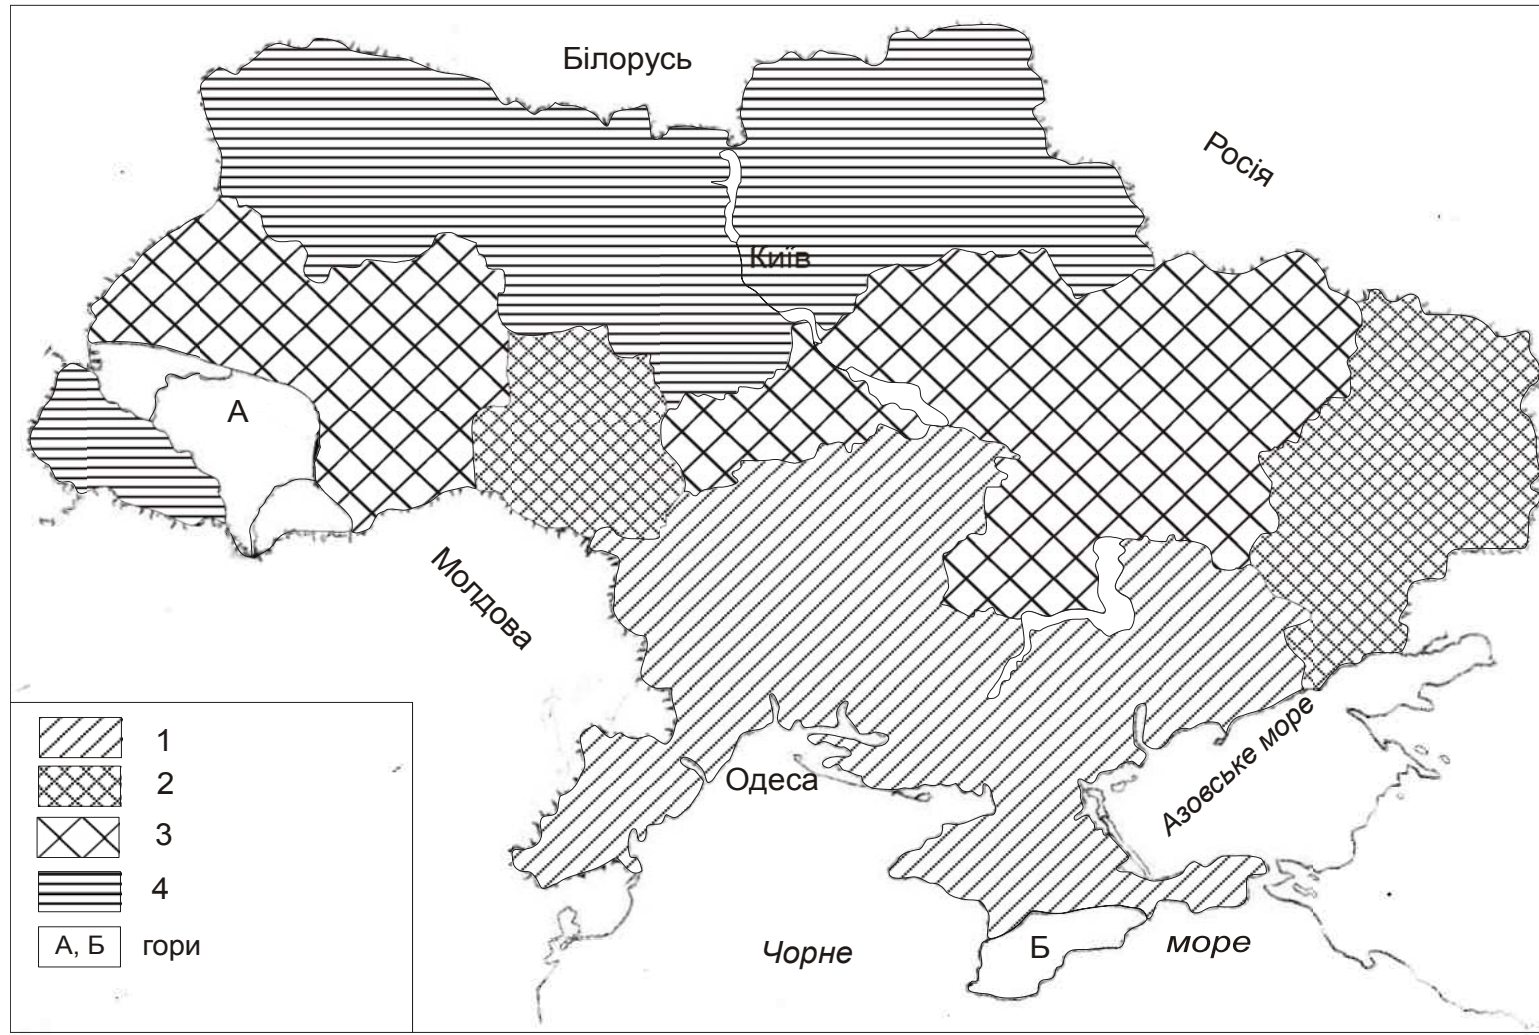 Білорусь
Росія
Київ
А
Молдова
Одеса
Азовське море
Чорне
море
Б
1
2
3
4
А, Б гори